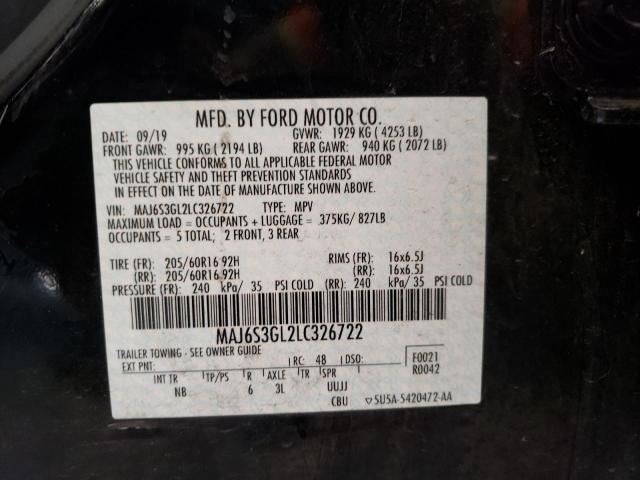 MFD. BY FORD MOTOR CO.
DATE: 09/19 GVWR: 1929 KG ( 4253 LB)
FRONT GAWR: 995 KG ( 2194 LB) REAR GAWR: 940 KG ( 2072 LB)
THIS VEHICLE CONFORMS TO ALL APPLICABLE FEDERAL MOTOR
VEHICLE SAFETY AND THEFT PREVENTION STANDARDS
IN EFFECT ON THE DATE OF MANUFACTURE SHOWN ABOVE.
VIN: MAJ6S3GL2LC326722 TYPE: MPV
MAXIMUM LOAD = OCCUPANTS + LUGGAGE = 375KG/ 827LB
OCCUPANTS = 5 TOTAL; 2 FRONT, 3 REAR
TIRE (FR): 205/60R16 92H RIMS (FR): 16x6.5J
(RR): 205/60R16 92H (RR): 16x6.5J
PRESSURE (FR): 240 kPa/ 35 PSI COLD (RR): 240 kPa/ 35 PSI COLD
MAJ6S3GL2LC326722
TRAILER TOWING - SEE OWNER GUIDE
EXT PNT: RC: 48 DSO: F0021
R0042
INT TR TP/PS R AXLE TR SPR UUJJ
NB 6 3L CBU ▽5U5A-5420472-AA